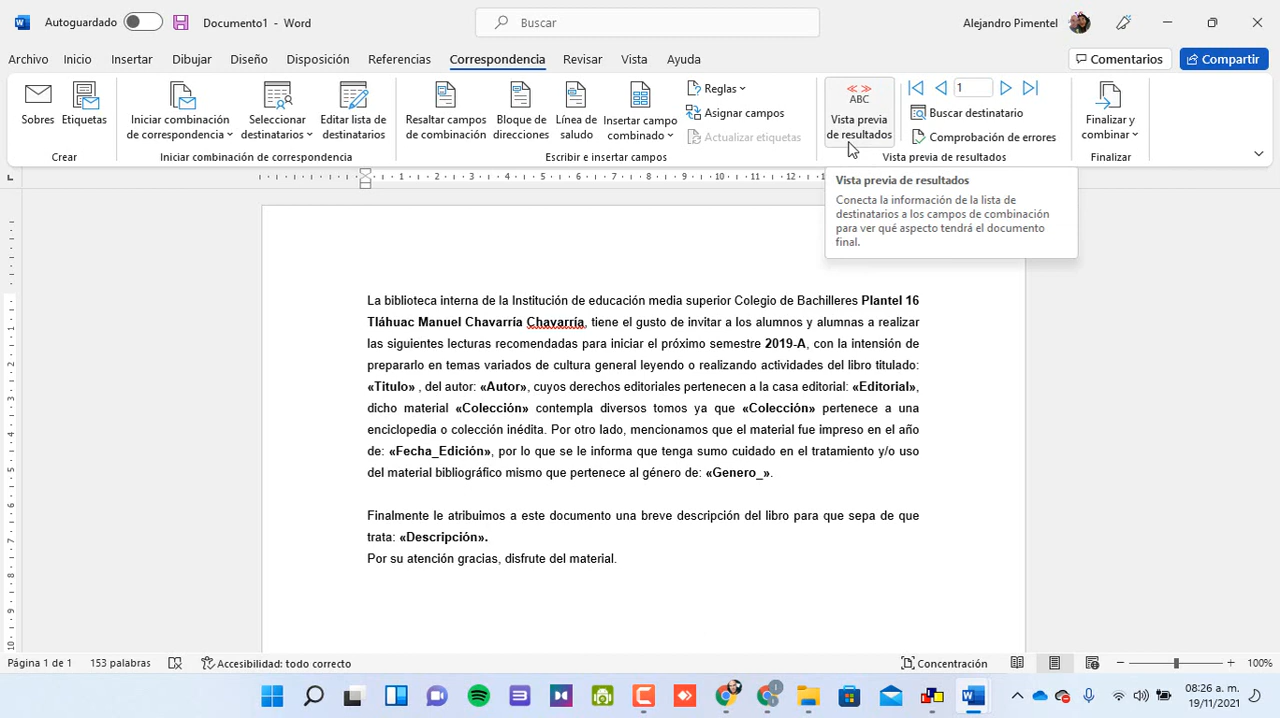 Autoguardado
Documento1 - Word
Buscar
Alejandro Pimentel
Archivo Inicio Insertar Dibujar Diseño Disposición Referencias Correspondencia Revisar Vista Ayuda
Comentarios
Compartir
Sobres
Etiquetas
Crear
Iniciar combinación
de correspondencia
Seleccionar
destinatarios
Editar lista de
destinatarios
Iniciar combinación de correspondencia
Resaltar campos
de combinación
Bloque de
direcciones
Línea de
saludo
Insertar campo
combinado
Reglas
Asignar campos
Actualizar etiquetas
Escribir e insertar campos
« »
ABC
Vista previa
de resultados
1
Buscar destinatario
Comprobación de errores
Vista previa de resultados
Finalizar y
combinar
Finalizar
1 2 3 4 5 6 7 8 9 10 11 12
Vista previa de resultados
Conecta la información de la lista de
destinatarios a los campos de combinación
para ver qué aspecto tendrá el documento
final.
La biblioteca interna de la Institución de educación media superior Colegio de Bachilleres Plantel 16
Tláhuac Manuel Chavarría Chavarría, tiene el gusto de invitar a los alumnos y alumnas a realizar
las siguientes lecturas recomendadas para iniciar el próximo semestre 2019-A, con la intensión de
prepararlo en temas variados de cultura general leyendo o realizando actividades del libro titulado:
«Titulo» , del autor: «Autor», cuyos derechos editoriales pertenecen a la casa editorial: «Editorial»,
dicho material «Colección» contempla diversos tomos ya que «Colección» pertenece a una
enciclopedia o colección inédita. Por otro lado, mencionamos que el material fue impreso en el año
de: «Fecha_Edición», por lo que se le informa que tenga sumo cuidado en el tratamiento y/o uso
del material bibliográfico mismo que pertenece al género de: «Genero_».
Finalmente le atribuimos a este documento una breve descripción del libro para que sepa de que
trata: «Descripción».
Por su atención gracias, disfrute del material.
Página 1 de 1
153 palabras
Accesibilidad: todo correcto
Concentración
100%
08:26 a. m.
19/11/2021